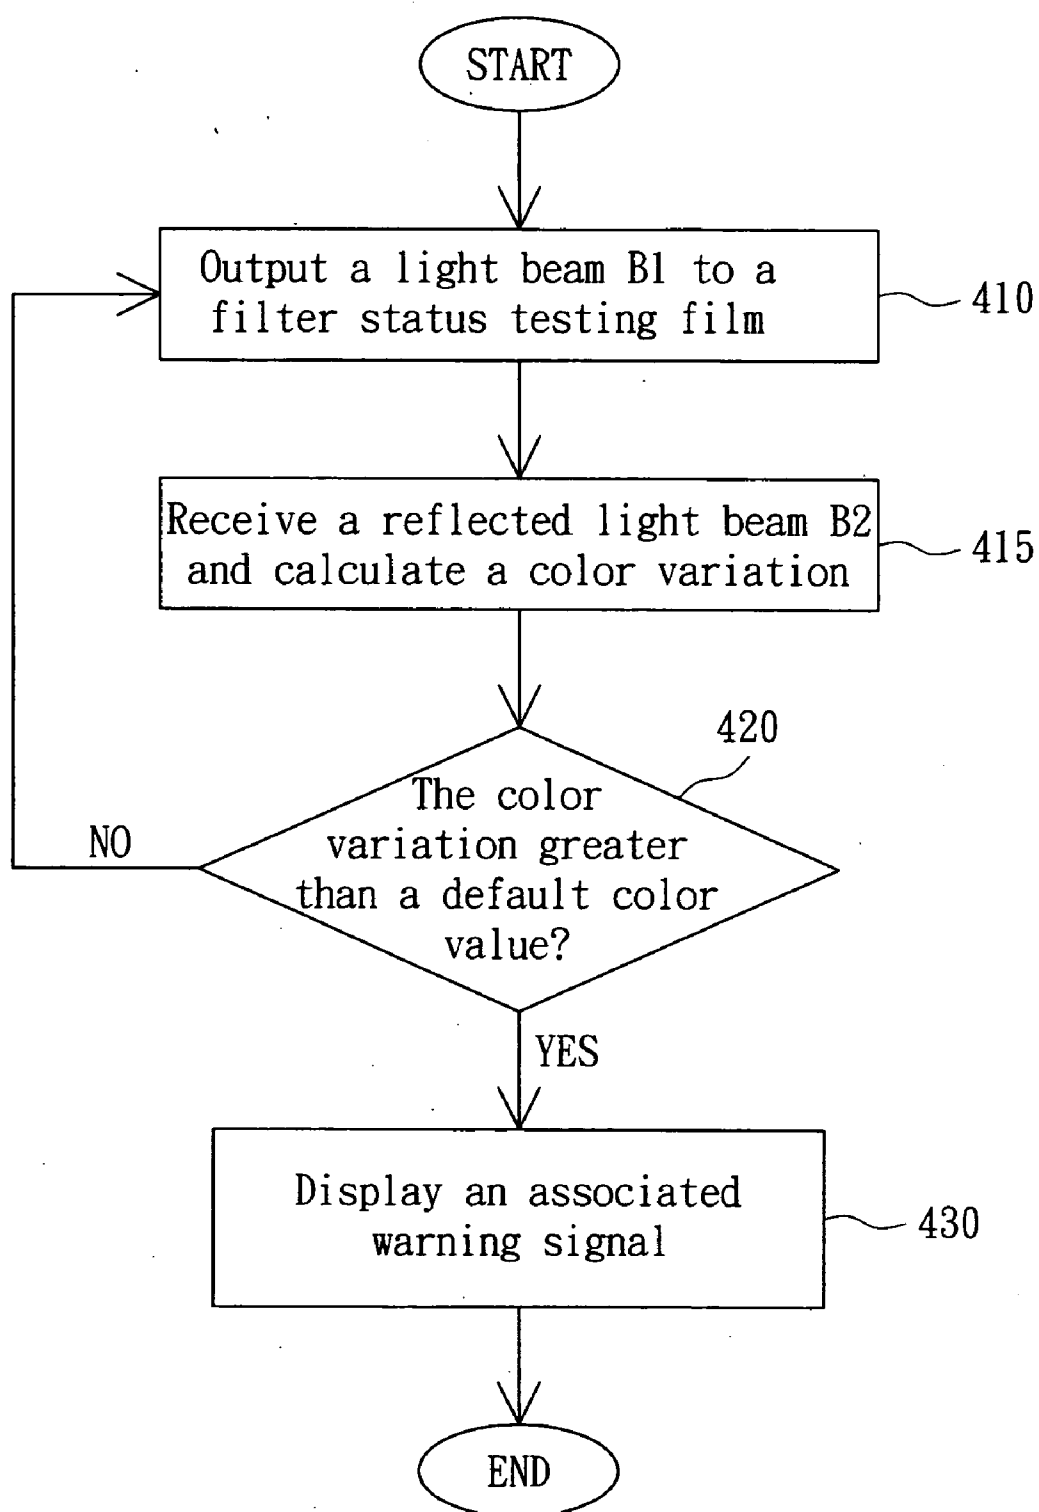 START
Output a light beam B1 to a
filter status testing film
410
Receive a reflected light beam B2
and calculate a color variation
415
420
The color
variation greater
than a default color
value?
NO
YES
Display an associated
warning signal
430
END